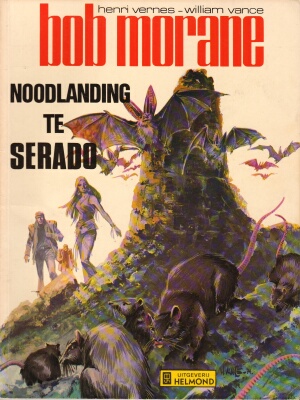 henri vernes - william vance
bob morane
NOODLANDING
TE
SERADO
UITGEVERIJ
HELMOND